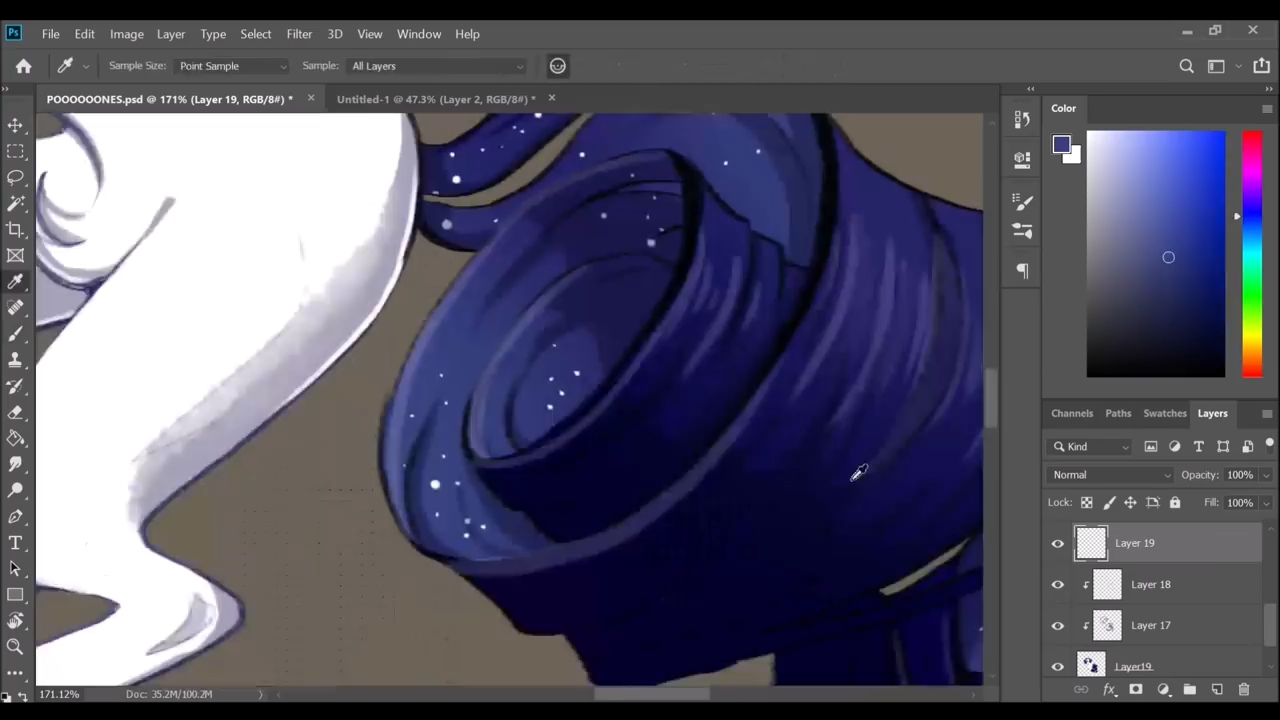 Ps File Edit Image Layer Type Select Filter 3D View Window Help
Sample Size: Point Sample Sample: All Layers
POOOOOONES.psd @ 171% (Layer 19, RGB/8#) * Untitled-1 @ 47.3% (Layer 2, RGB/8#) *
Color
Channels Paths Swatches Layers
Kind
Normal Opacity: 100%
Lock: Fill: 100%
Layer 19
Layer 18
Layer 17
Layer19
171.12% Doc: 35.2M/100.2M